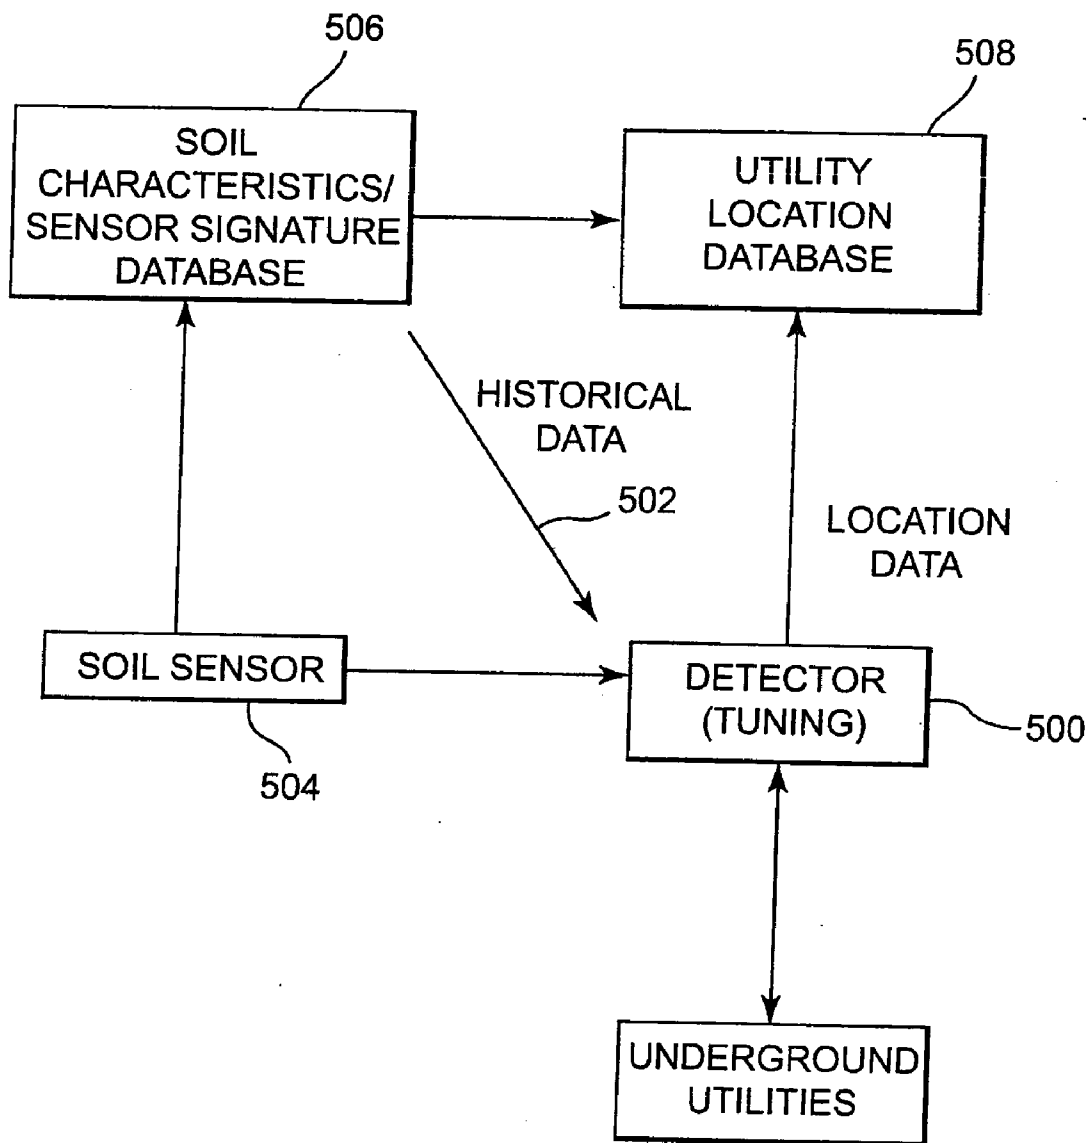 506
508
SOIL
CHARACTERISTICS/
SENSOR SIGNATURE
DATABASE
UTILITY
LOCATION
DATABASE
HISTORICAL
DATA
502
LOCATION
DATA
SOIL SENSOR
504
DETECTOR
(TUNING)
500
UNDERGROUND
UTILITIES